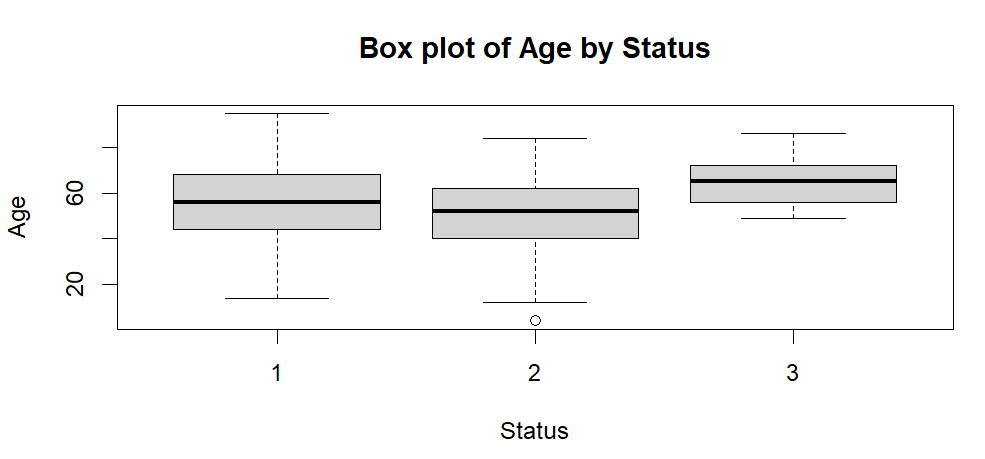 Box plot of Age by Status
Age
60
20
1 2 3
Status